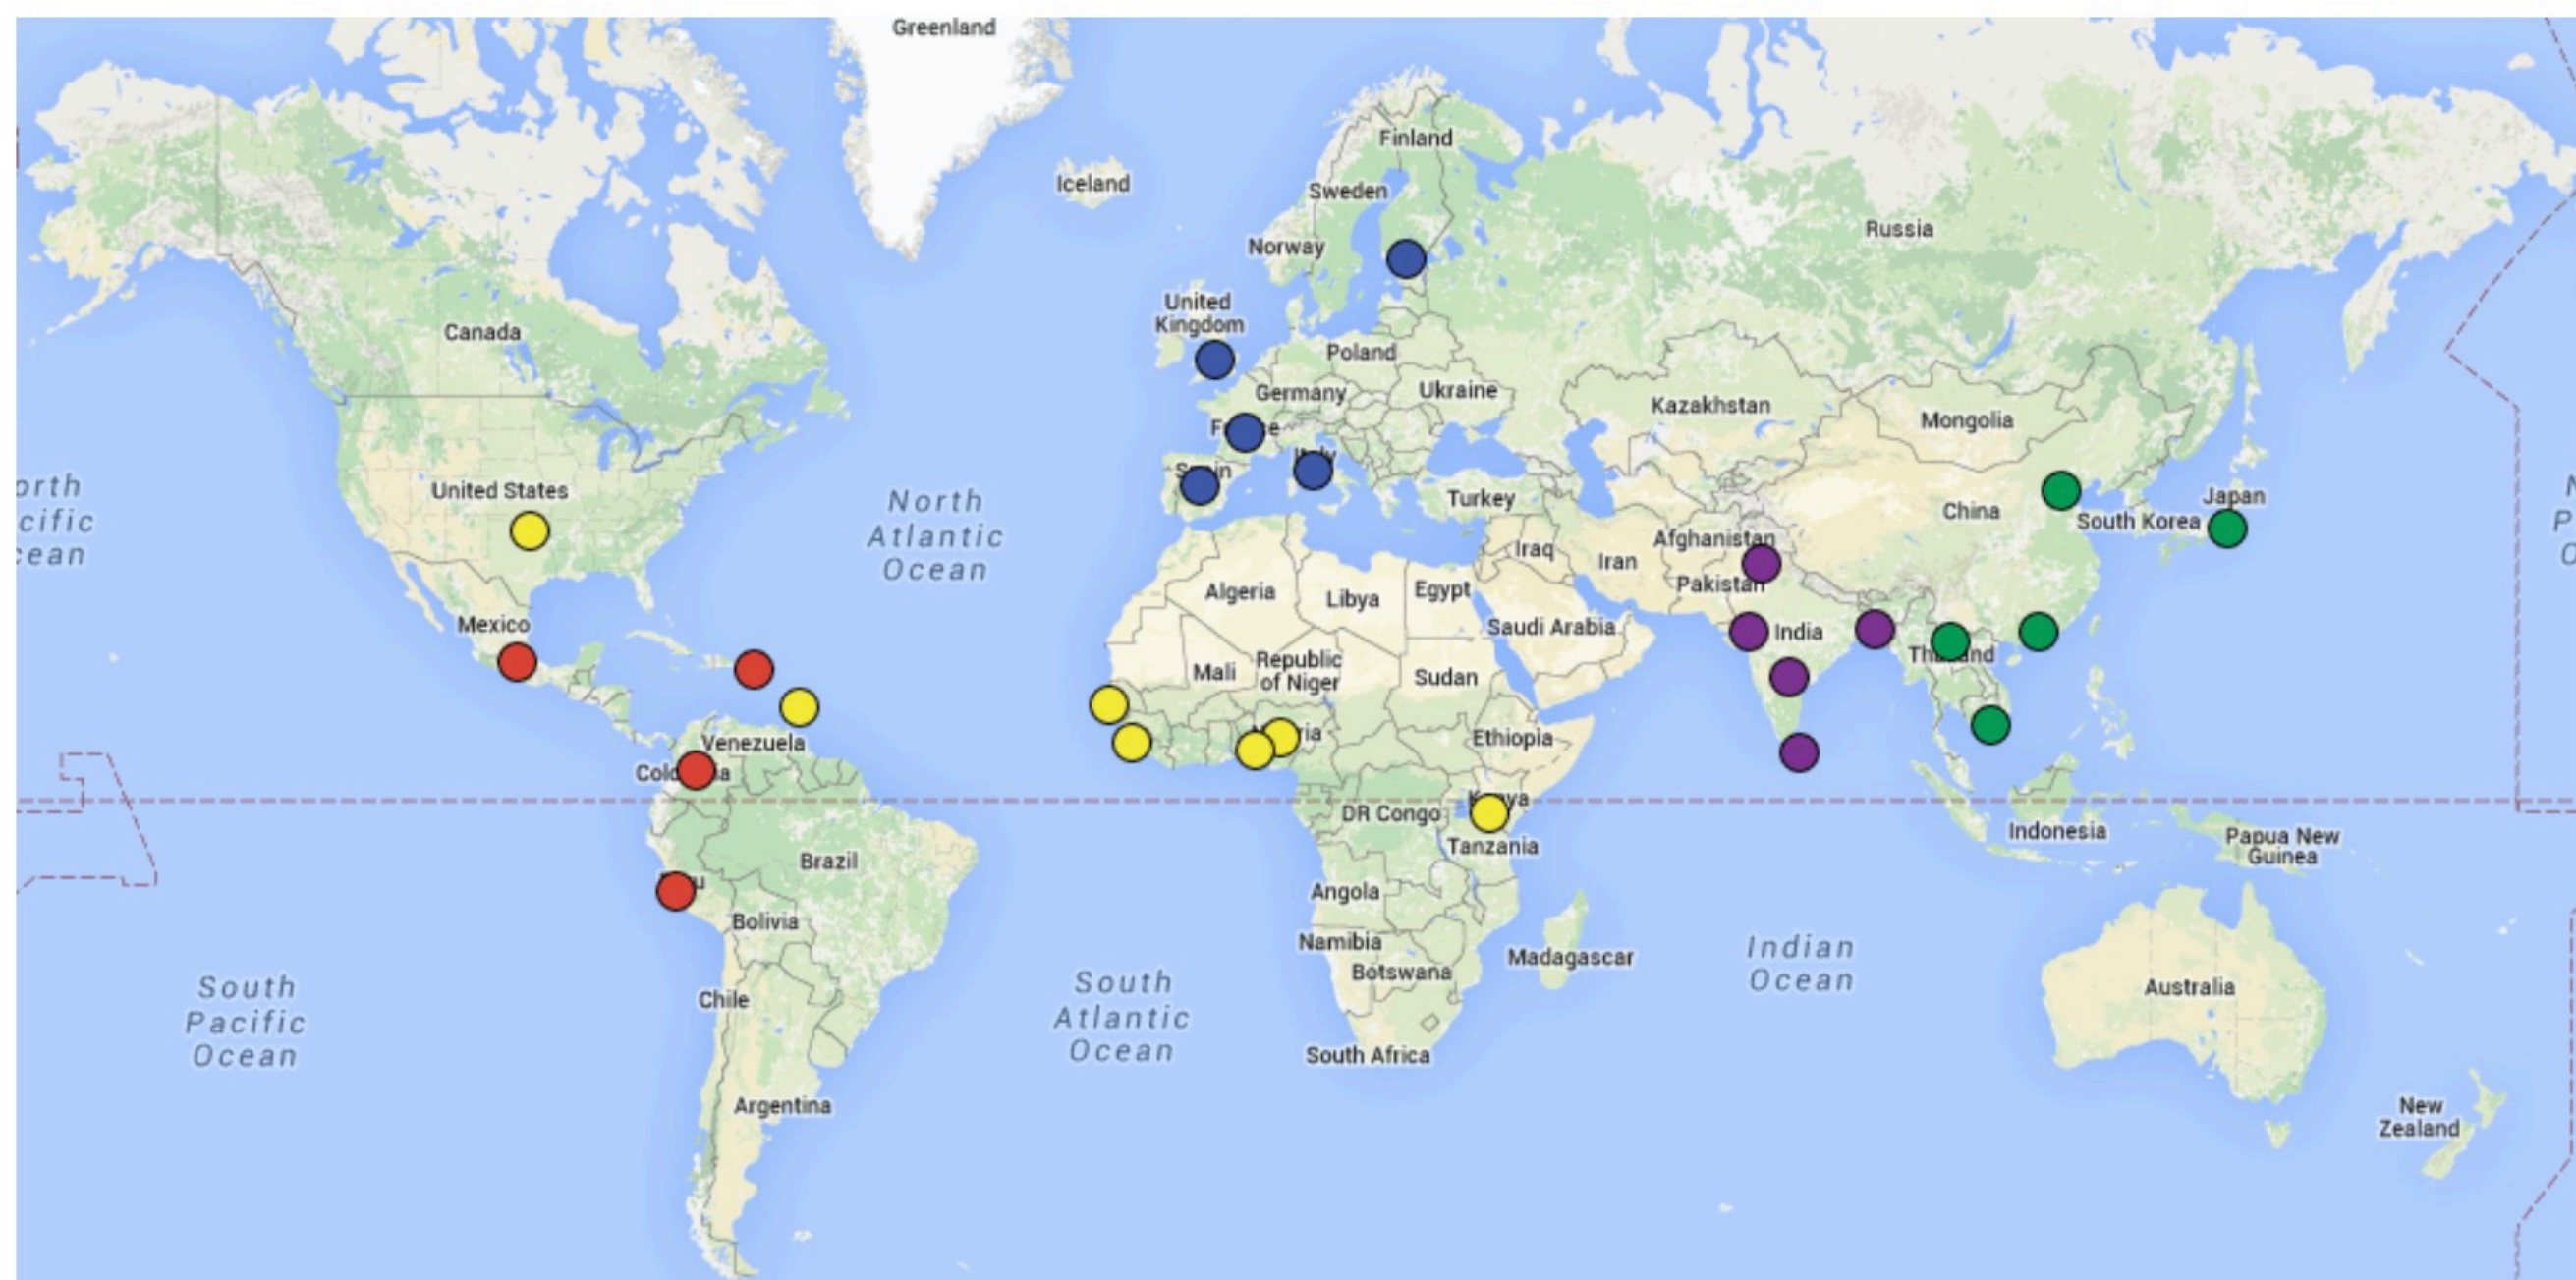 Greenland
Finland
Iceland
Sweden
Russia
Norway
United
Kingdom
Canada
Poland
Germany
Ukraine
Kazakhstan
Mongolia
United States
North
Atlantic
Ocean
Turkey
Japan
China
South Korea
Afghanistan
Iraq
Iran
Pakistan
Algeria
Libya
Egypt
Mexico
Saudi Arabia
India
Mali
Republic
of Niger
Sudan
Venezuela
Ethiopia
DR Congo
Tanzania
Indonesia
Papua New
Guinea
Brazil
Angola
Bolivia
Namibia
Botswana
Madagascar
Indian
Ocean
South
Pacific
Ocean
Chile
South
Atlantic
Ocean
Australia
South Africa
Argentina
New
Zealand